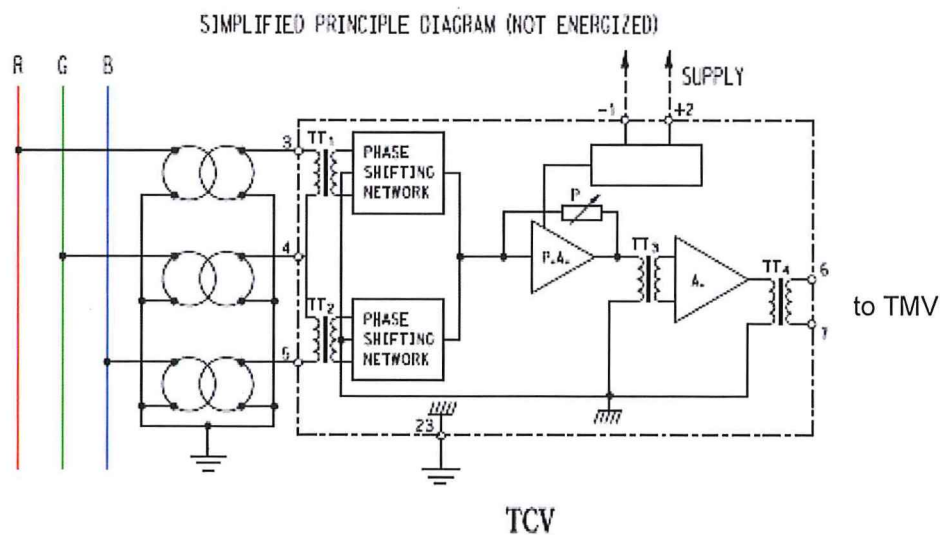 SIMPLIFIED PRINCIPLE DIAGRAM (NOT ENERGIZED)
R G B
SUPPLY
-1 +2
3 TT1
PHASE
SHIFTING
NETWORK
P
4
P.A.
TT3
A.
TT4
6
7
to TMV
TT2
PHASE
SHIFTING
NETWORK
5
23
TCV